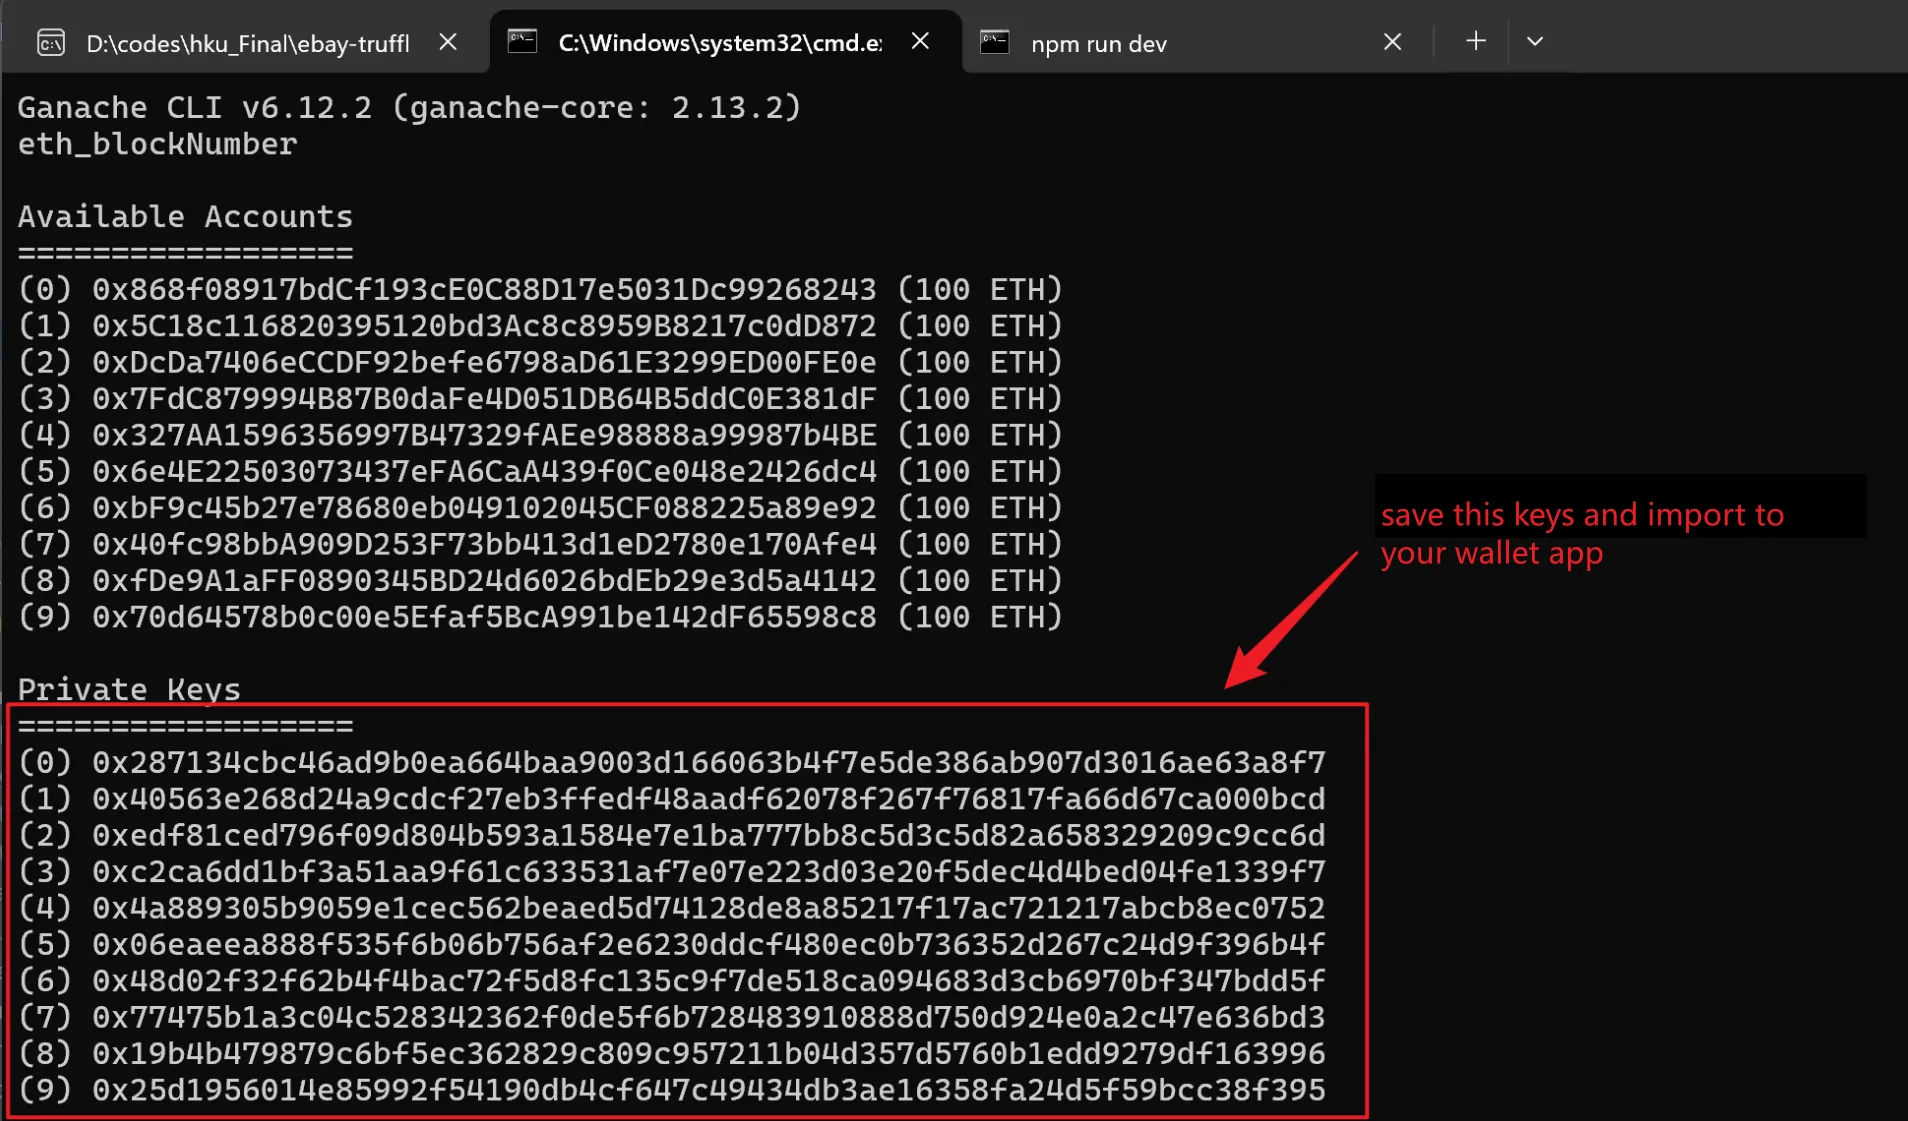 D:\codes\hku_Final\ebay-truffl
C:\Windows\system32\cmd.e
npm run dev
Ganache CLI v6.12.2 (ganache-core: 2.13.2)
eth_blockNumber
Available Accounts
==================
(0) 0x868f08917bdCf193cE0C88D17e5031Dc99268243 (100 ETH)
(1) 0x5C18c116820395120bd3Ac8c8959B8217c0dD872 (100 ETH)
(2) 0xDcDa7406eCCDF92befe6798aD61E3299ED00FE0e (100 ETH)
(3) 0x7FdC879994B87B0daFe4D051DB64B5ddC0E381dF (100 ETH)
(4) 0x327AA1596356997B47329fAEe98888a99987b4BE (100 ETH)
(5) 0x6e4E22503073437eFA6CaA439f0Ce048e2426dc4 (100 ETH)
(6) 0xbF9c45b27e78680eb049102045CF088225a89e92 (100 ETH)
(7) 0x40fc98bbA909D253F73bb413d1eD2780e170Afe4 (100 ETH)
(8) 0xfDe9A1aFF0890345BD24d6026bdEb29e3d5a4142 (100 ETH)
(9) 0x70d64578b0c00e5Efaf5BcA991be142dF65598c8 (100 ETH)
save this keys and import to
your wallet app
Private Keys
==================
(0) 0x287134cbc46ad9b0ea664baa9003d166063b4f7e5de386ab907d3016ae63a8f7
(1) 0x40563e268d24a9cdcf27eb3ffedf48aadf62078f267f76817fa66d67ca000bcd
(2) 0xedf81ced796f09d804b593a1584e7e1ba777bb8c5d3c5d82a658329209c9cc6d
(3) 0xc2ca6dd1bf3a51aa9f61c633531af7e07e223d03e20f5dec4d4bed04fe1339f7
(4) 0x4a889305b9059e1cec562beaed5d74128de8a85217f17ac721217abcb8ec0752
(5) 0x06eaeea888f535f6b06b756af2e6230ddcf480ec0b736352d267c24d9f396b4f
(6) 0x48d02f32f62b4f4bac72f5d8fc135c9f7de518ca094683d3cb6970bf347bdd5f
(7) 0x77475b1a3c04c528342362f0de5f6b728483910888d750d924e0a2c47e636bd3
(8) 0x19b4b479879c6bf5ec362829c809c957211b04d357d5760b1edd9279df163996
(9) 0x25d1956014e85992f54190db4cf647c49434db3ae16358fa24d5f59bcc38f395